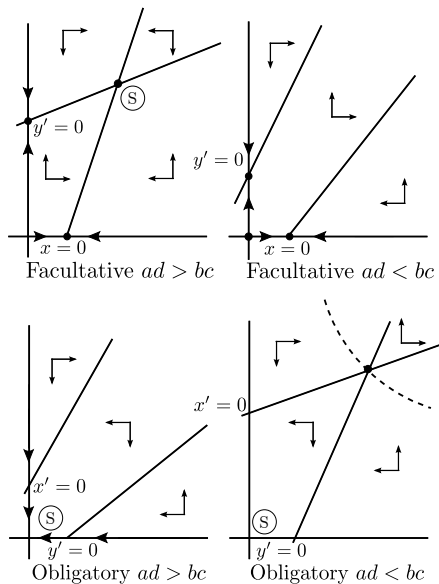 S
y′ = 0
x = 0
Facultative ad > bc
y′ = 0
x = 0
Facultative ad < bc
x′ = 0
S
y′ = 0
Obligatory ad > bc
x′ = 0
S
y′ = 0
Obligatory ad < bc